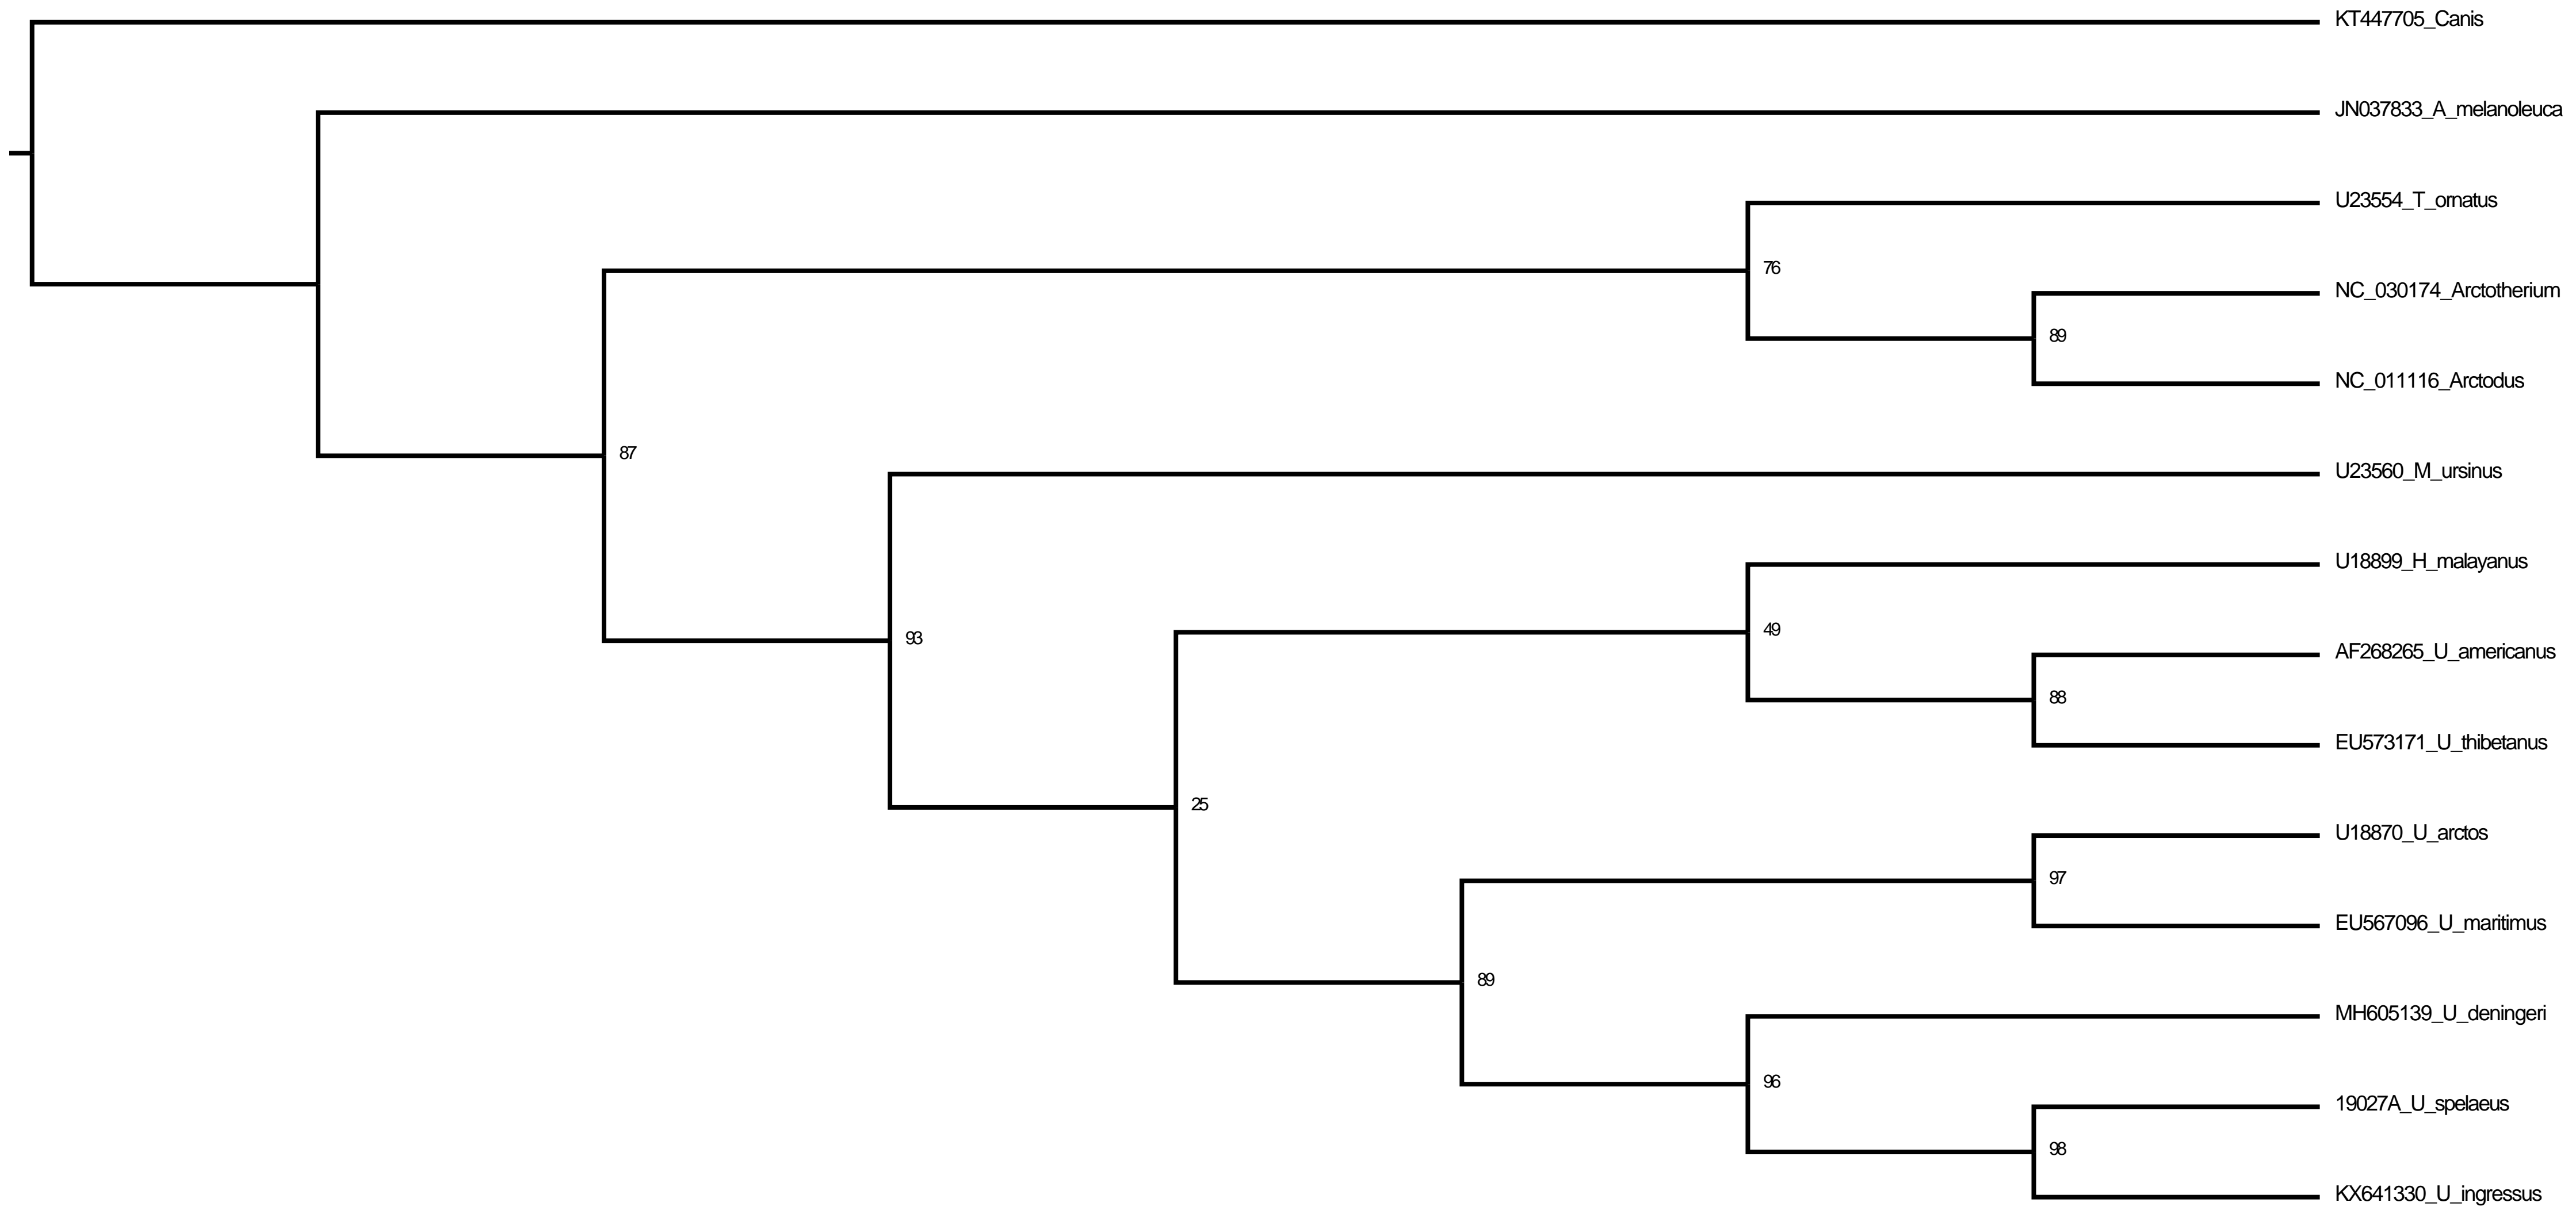 KT447705_Canis
JN037833_A_melanoleuca
U23554_T_ornatus
76
NC_030174_Arctotherium
89
NC_011116_Arctodus
87
U23560_M_ursinus
93
U18899_H_malayanus
49
AF268265_U_americanus
88
EU573171_U_thibetanus
25
U18870_U_arctos
97
EU567096_U_maritimus
89
MH605139_U_deningeri
96
19027A_U_spelaeus
98
KX641330_U_ingressus